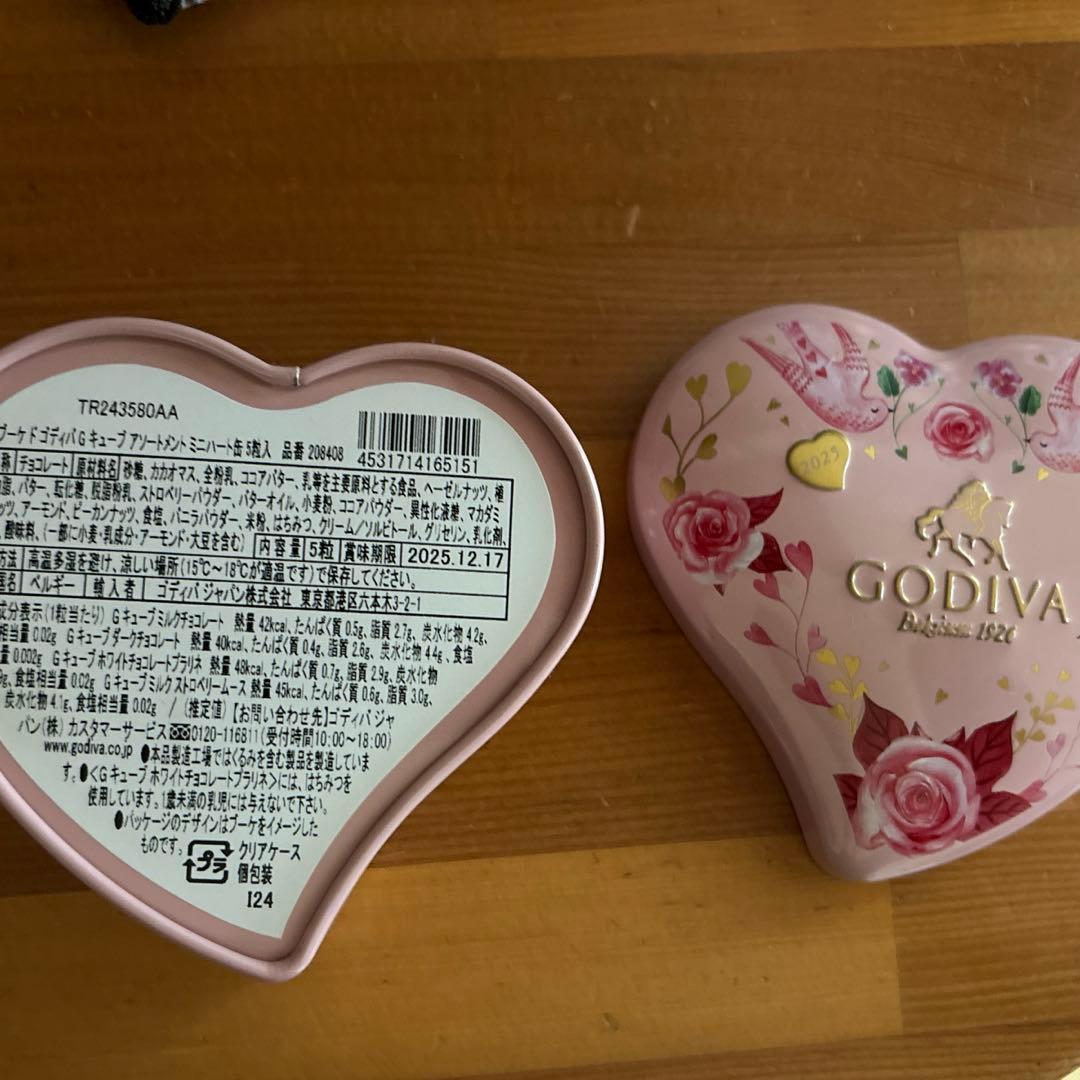 TR243580AA
ブーケ ド ゴディバ G キューブ アソートメント ミニハート缶 5粒入 品番 208408
4531714165151
称 チョコレート 原材料名 砂糖、カカオマス、全粉乳、ココアバター、乳等を主要原料とする食品、ヘーゼルナッツ、植
脂、バター、転化糖、脱脂粉乳、ストロベリーパウダー、バターオイル、小麦粉、ココアパウダー、異性化液糖、マカダミ
ッツ、アーモンド、ピーカンナッツ、食塩、バニラパウダー、米粉、はちみつ、クリーム／ソルビトール、グリセリン、乳化剤、
酸味料、(一部に小麦・乳成分・アーモンド・大豆を含む) 内容量 5粒 賞味期限 2025.12.17
方法 高温多湿を避け、涼しい場所(15℃〜18℃が適温です)で保存してください。
国名 ベルギー 輸入者 ゴディバ ジャパン株式会社 東京都港区六本木3-2-1
成分表示(1粒当たり) G キューブミルクチョコレート 熱量 42kcal、たんぱく質 0.5g、脂質 2.7g、炭水化物 4.2g、
相当量 0.02g G キューブダークチョコレート 熱量 40kcal、たんぱく質 0.4g、脂質 2.6g、炭水化物 4.4g 、食塩
量 0.002g G キューブホワイトチョコレートプラリネ 熱量 48kcal、たんぱく質 0.7g、脂質 2.9g、炭水化物
g、食塩相当量 0.02g G キューブミルク ストロベリームース 熱量 45kcal、たんぱく質 0.6g、脂質 3.0g、
炭水化物 4.1g、食塩相当量 0.02g / (推定値)【お問い合わせ先】ゴディバ ジャ
パン(株) カスタマーサービス 0120-116811(受付時間10:00〜18:00)
www.godiva.co.jp ●本品製造工場ではくるみを含む製品を製造していま
す。●<G キューブ ホワイトチョコレートプラリネ>には、はちみつを
使用しています。1歳未満の乳児には与えないで下さい。
●パッケージのデザインはブーケをイメージした
ものです。
プラ
クリアケース
個包装
I24
2025
GODIVA
Belgium 1926